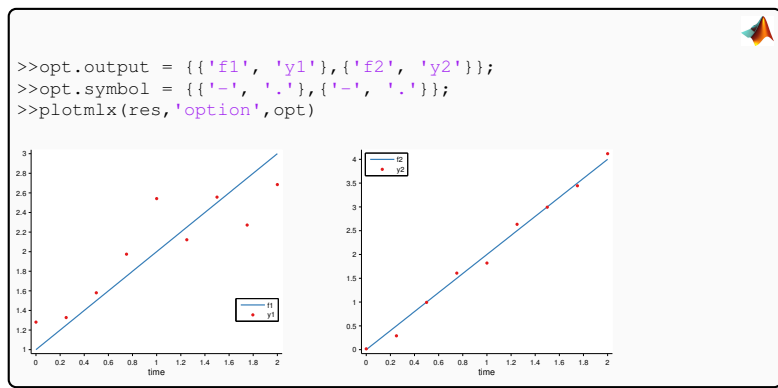 >>opt.output = {{'f1', 'y1'},{'f2', 'y2'}};
>>opt.symbol = {{'-', '.'},{'-', '.'}};
>>plotmlx(res,'option',opt)
3
2.8
2.6
2.4
2.2
2
1.8
1.6
1.4
1.2
1
f1
y1
0 0.2 0.4 0.6 0.8 1 1.2 1.4 1.6 1.8 2
time
f2
y2
4
3.5
3
2.5
2
1.5
1
0.5
0
0 0.2 0.4 0.6 0.8 1 1.2 1.4 1.6 1.8 2
time